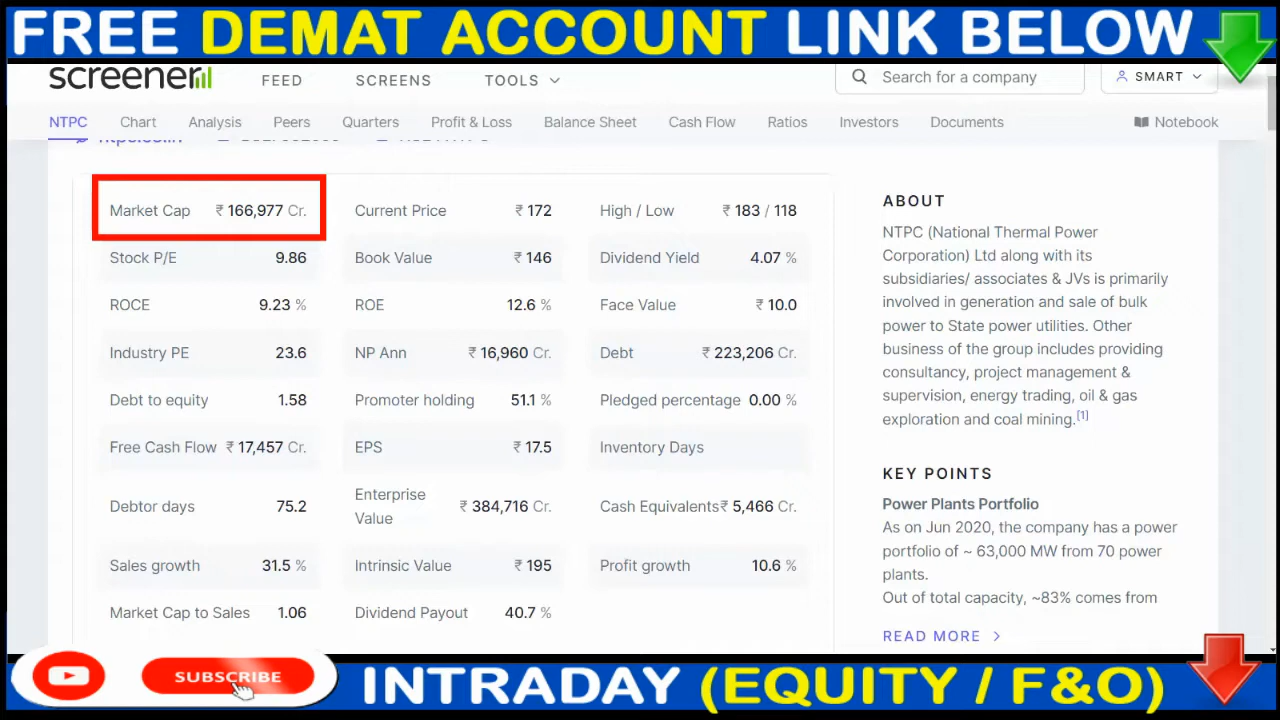 FREE DEMAT ACCOUNT LINK BELOW
screener
FEED
SCREENS
TOOLS
Search for a company
SMART
NTPC
Chart
Analysis
Peers
Quarters
Profit & Loss
Balance Sheet
Cash Flow
Ratios
Investors
Documents
Notebook
Market Cap ₹ 166,977 Cr.
Current Price ₹ 172
High / Low ₹ 183 / 118
Stock P/E 9.86
Book Value ₹ 146
Dividend Yield 4.07 %
ROCE 9.23 %
ROE 12.6 %
Face Value ₹ 10.0
Industry PE 23.6
NP Ann ₹ 16,960 Cr.
Debt ₹ 223,206 Cr.
Debt to equity 1.58
Promoter holding 51.1 %
Pledged percentage 0.00 %
Free Cash Flow ₹ 17,457 Cr.
EPS ₹ 17.5
Inventory Days
Debtor days 75.2
Enterprise
Value ₹ 384,716 Cr.
Cash Equivalents ₹ 5,466 Cr.
Sales growth 31.5 %
Intrinsic Value ₹ 195
Profit growth 10.6 %
Market Cap to Sales 1.06
Dividend Payout 40.7 %
ABOUT
NTPC (National Thermal Power
Corporation) Ltd along with its
subsidiaries/ associates & JVs is primarily
involved in generation and sale of bulk
power to State power utilities. Other
business of the group includes providing
consultancy, project management &
supervision, energy trading, oil & gas
exploration and coal mining.[1]
KEY POINTS
Power Plants Portfolio
As on Jun 2020, the company has a power
portfolio of ~ 63,000 MW from 70 power
plants.
Out of total capacity, ~83% comes from
READ MORE
SUBSCRIBE
INTRADAY (EQUITY / F&O)